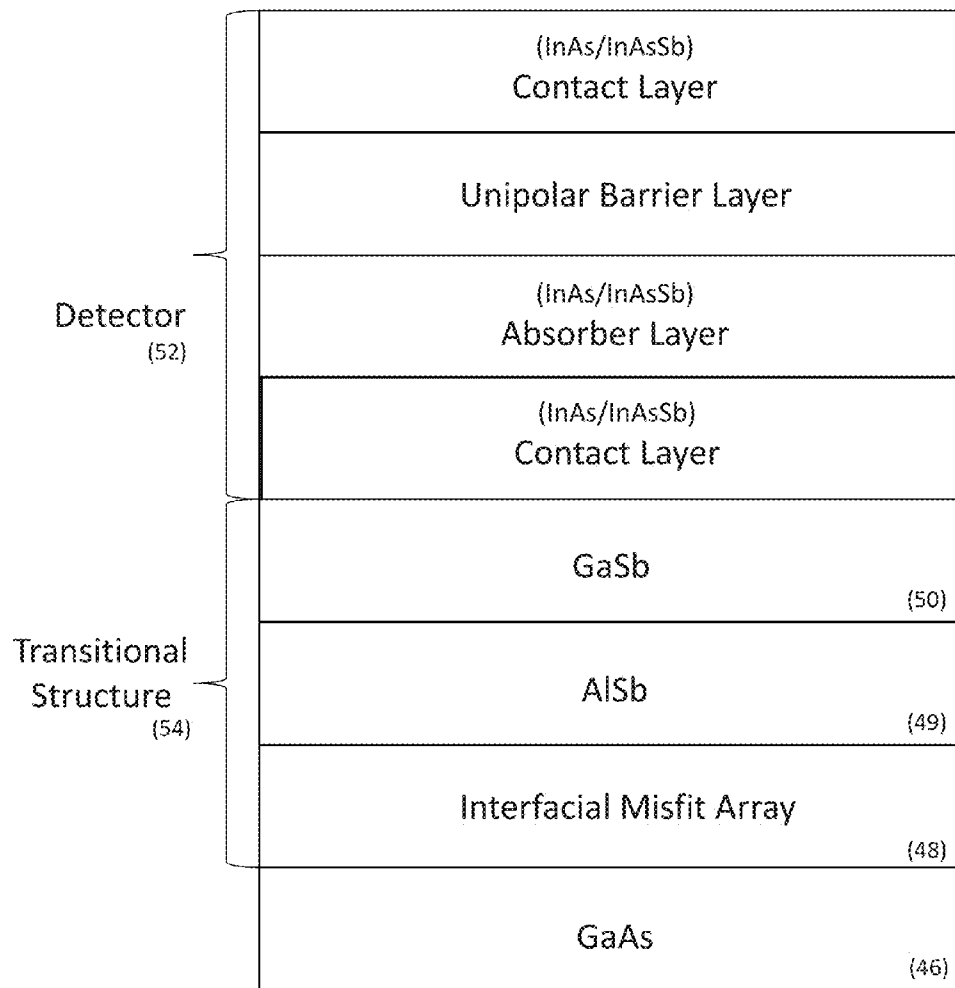 (InAs/InAsSb)
Contact Layer
Unipolar Barrier Layer
(InAs/InAsSb)
Absorber Layer
Detector
(52)
(InAs/InAsSb)
Contact Layer
GaSb
(50)
Transitional
Structure
(54)
AlSb
(49)
Interfacial Misfit Array
(48)
GaAs
(46)